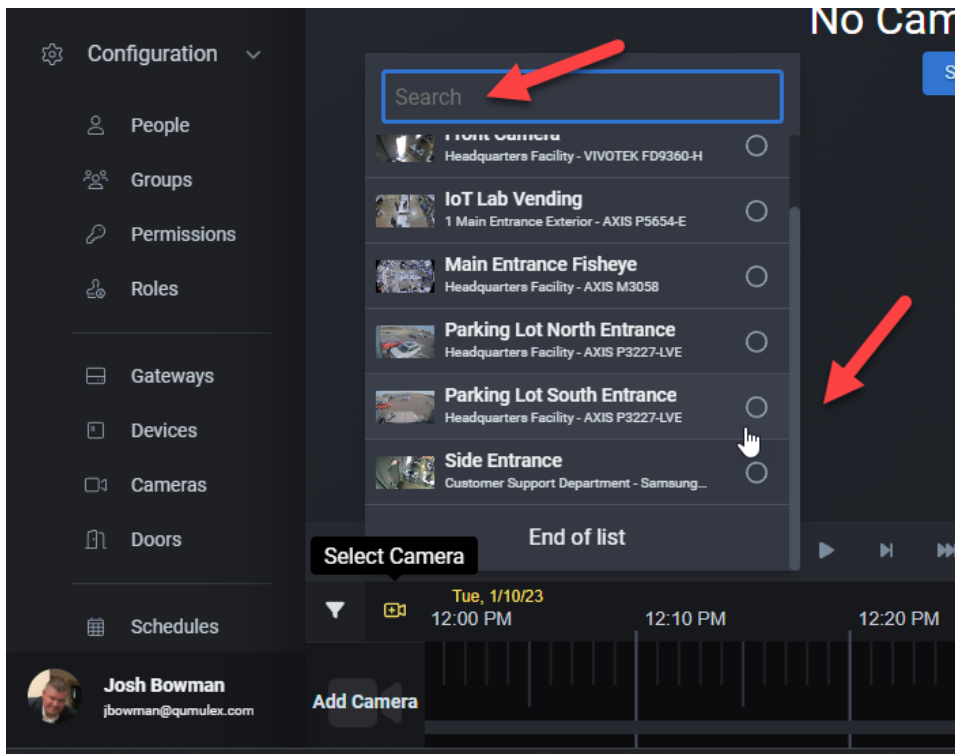 No Cam
Configuration
S
Search
Front Camera
Headquarters Facility - VIVOTEK FD9360-H
People
IoT Lab Vending
1 Main Entrance Exterior - AXIS P5654-E
Groups
Permissions
Main Entrance Fisheye
Headquarters Facility - AXIS M3058
Roles
Parking Lot North Entrance
Headquarters Facility - AXIS P3227-LVE
Gateways
Parking Lot South Entrance
Headquarters Facility - AXIS P3227-LVE
Devices
Side Entrance
Customer Support Department - Samsung...
Cameras
Doors
End of list
Select Camera
Tue, 1/10/23
12:00 PM 12:10 PM 12:20 PM
Schedules
Josh Bowman
jbowman@qumulex.com
Add Camera